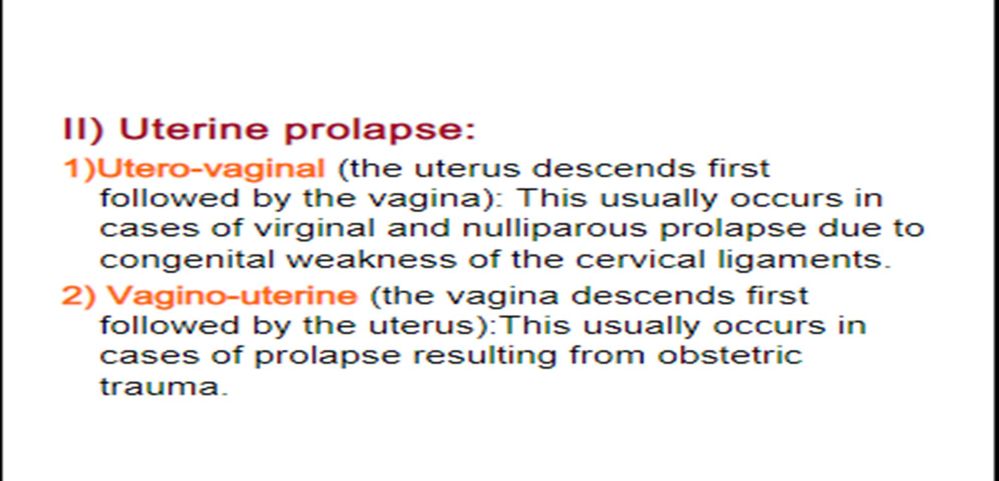 II) Uterine prolapse:
1)Utero-vaginal (the uterus descends first
followed by the vagina): This usually occurs in
cases of virginal and nulliparous prolapse due to
congenital weakness of the cervical ligaments.
2) Vagino-uterine (the vagina descends first
followed by the uterus):This usually occurs in
cases of prolapse resulting from obstetric
trauma.